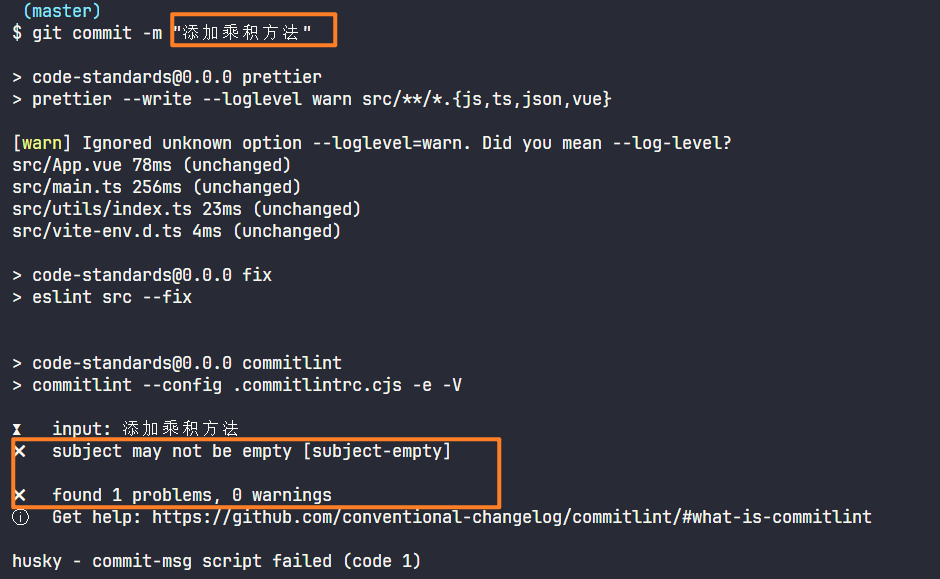 (master)
$ git commit -m "添加乘积方法"
> code-standards@0.0.0 prettier
> prettier --write --loglevel warn src/**/*.{js,ts,json,vue}
[warn] Ignored unknown option --loglevel=warn. Did you mean --log-level?
src/App.vue 78ms (unchanged)
src/main.ts 256ms (unchanged)
src/utils/index.ts 23ms (unchanged)
src/vite-env.d.ts 4ms (unchanged)
> code-standards@0.0.0 fix
> eslint src --fix
> code-standards@0.0.0 commitlint
> commitlint --config .commitlintrc.cjs -e -V
⧗ input: 添加乘积方法
✖ subject may not be empty [subject-empty]
✖ found 1 problems, 0 warnings
ⓘ Get help: https://github.com/conventional-changelog/commitlint/#what-is-commitlint
husky - commit-msg script failed (code 1)